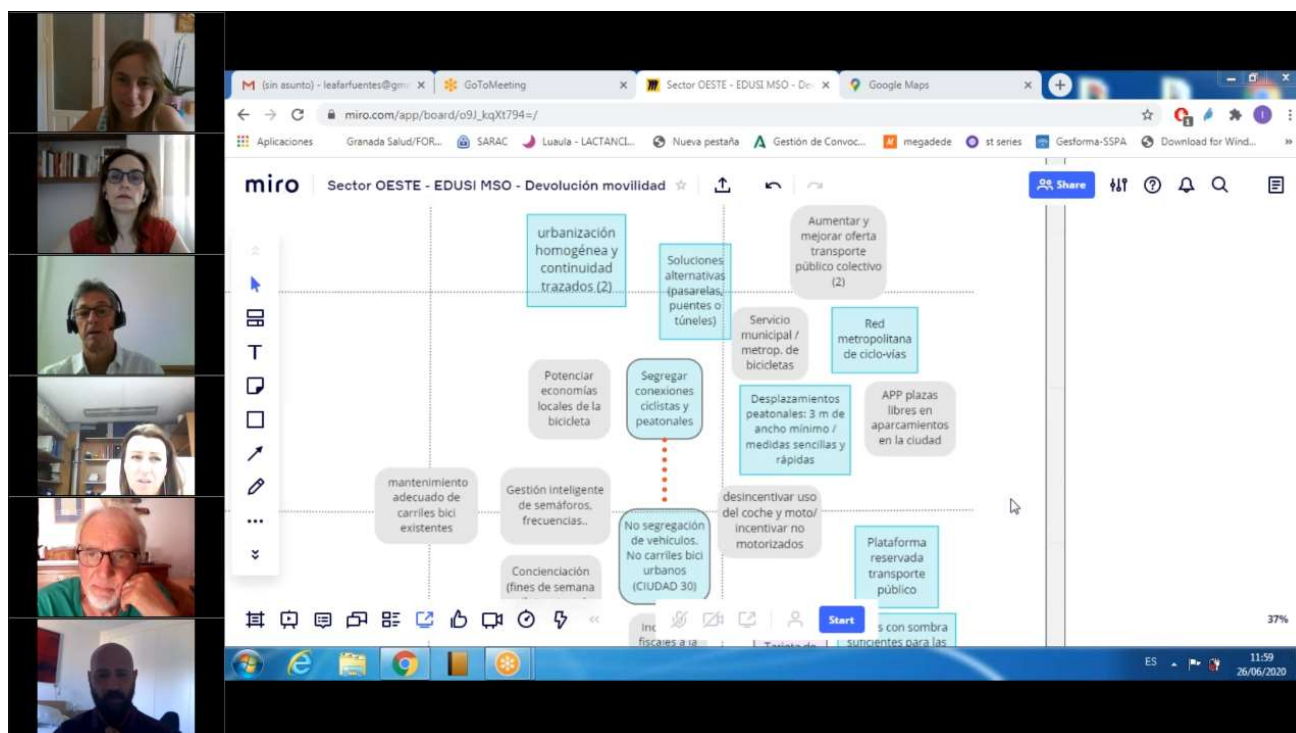 (sin asunto) - leafarfuentes@gm
GoToMeeting
Sector OESTE - EDUSI MSO - De
Google Maps
miro.com/app/board/o9J_kqXt794=/
Aplicaciones
Granada Salud/FOR...
SARAC
Luaula - LACTANCI...
Nueva pestaña
Gestión de Convoc...
megadede
st series
Gesforma-SSPA
Download for Wind...
miro
Sector OESTE - EDUSI MSO - Devolución movilidad
Share
urbanización
homogénea y
continuidad
trazados (2)
Soluciones
alternativas
(pasarelas,
puentes o
túneles)
Aumentar y
mejorar oferta
transporte
público colectivo
(2)
Servicio
municipal /
metrop. de
bicicletas
Red
metropolitana
de ciclo-vías
Potenciar
economías
locales de la
bicicleta
Segregar
conexiones
ciclistas y
peatonales
Desplazamientos
peatonales: 3 m de
ancho mínimo /
medidas sencillas y
rápidas
APP plazas
libres en
aparcamientos
en la ciudad
mantenimiento
adecuado de
carriles bici
existentes
Gestión inteligente
de semáforos,
frecuencias..
No segregación
de vehículos.
No carriles bici
urbanos
(CIUDAD 30)
desincentivar uso
del coche y moto/
incentivar no
motorizados
Plataforma
reservada
transporte
público
Concienciación
(fines de semana
fiscales a la
Start
con sombra
suficientes para las
37%
ES
11:59
26/06/2020